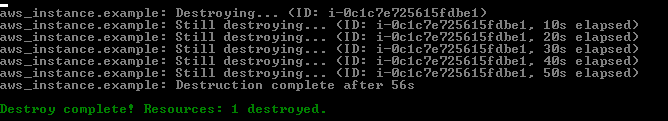 aws_instance.example: Destroying... (ID: i-0c1c7e725615fdbe1)
aws_instance.example: Still destroying... (ID: i-0c1c7e725615fdbe1, 10s elapsed)
aws_instance.example: Still destroying... (ID: i-0c1c7e725615fdbe1, 20s elapsed)
aws_instance.example: Still destroying... (ID: i-0c1c7e725615fdbe1, 30s elapsed)
aws_instance.example: Still destroying... (ID: i-0c1c7e725615fdbe1, 40s elapsed)
aws_instance.example: Still destroying... (ID: i-0c1c7e725615fdbe1, 50s elapsed)
aws_instance.example: Destruction complete after 56s
Destroy complete! Resources: 1 destroyed.